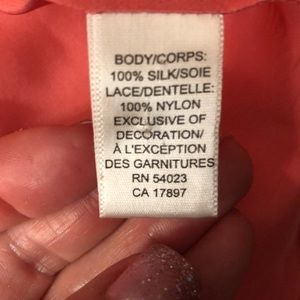 BODY/CORPS:
100% SILK/SOIE
LACE/DENTELLE:
100% NYLON
EXCLUSIVE OF
DECORATION/
À L'EXCEPTION
DES GARNITURES
RN 54023
CA 17897